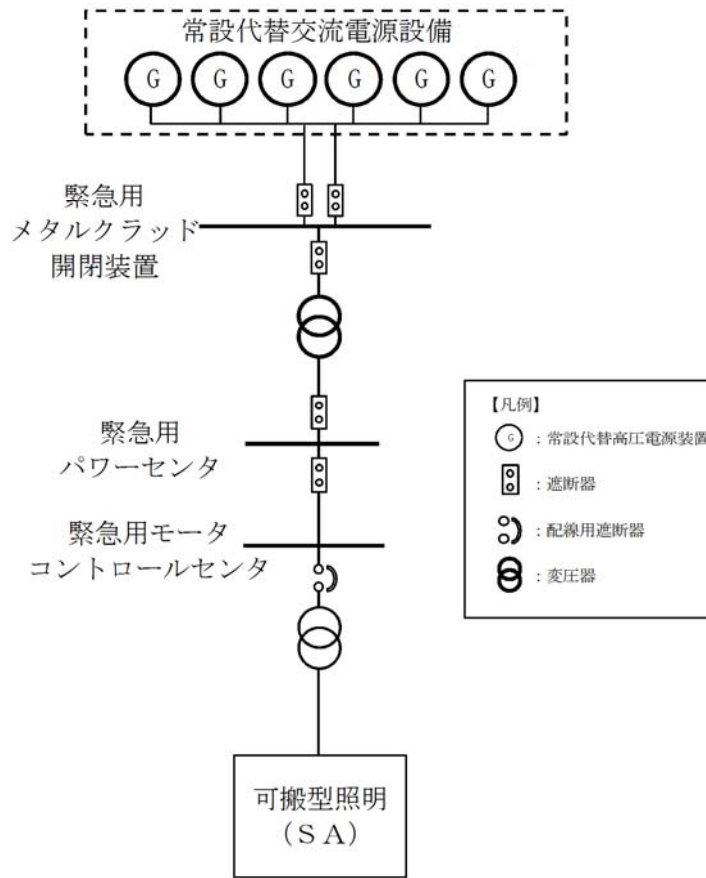 常設代替交流電源設備
G G G G G G
緊急用
メタルクラッド
開閉装置
緊急用
パワーセンタ
緊急用モータ
コントロールセンタ
可搬型照明
(SA)
【凡例】
G :常設代替高圧電源装置
:遮断器
:配線用遮断器
:変圧器